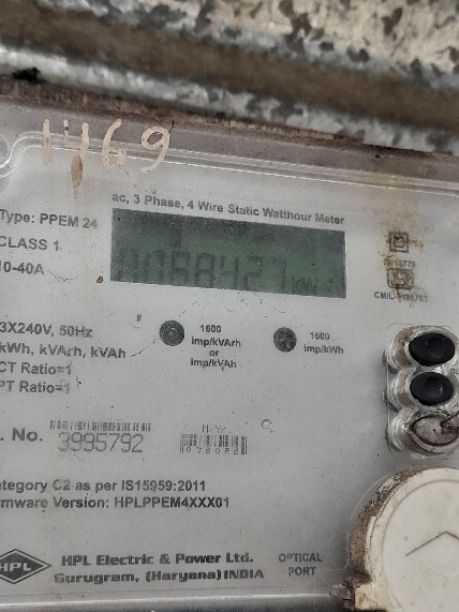 1469
ac, 3 Phase, 4 Wire Static Watthour Meter
Type: PPEM 24
CLASS 1
10-40A
3X240V, 50Hz
kWh, kVArh, kVAh
CT Ratio=1
PT Ratio=1
1600
imp/kVArh
or
imp/kVAh
1600
imp/kWh
. No. 3995792
ategory C2 as per IS15959:2011
rmware Version: HPLPPEM4XXX01
HPL
HPL Electric & Power Ltd.
Gurugram, (Haryana) INDIA
OPTICAL
PORT